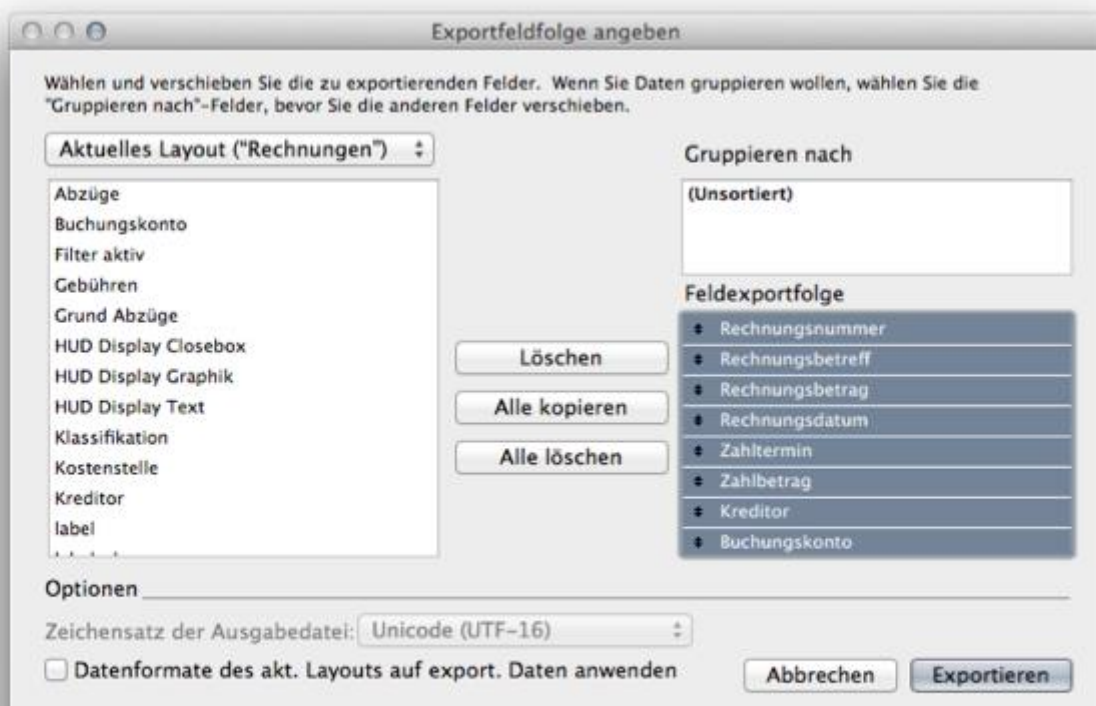 Exportfeldfolge angeben
Wählen und verschieben Sie die zu exportierenden Felder. Wenn Sie Daten gruppieren wollen, wählen Sie die
"Gruppieren nach"-Felder, bevor Sie die anderen Felder verschieben.
Aktuelles Layout ("Rechnungen")
Abzüge
Buchungskonto
Filter aktiv
Gebühren
Grund Abzüge
HUD Display Closebox
HUD Display Graphik
HUD Display Text
Klassifikation
Kostenstelle
Kreditor
label
Löschen
Alle kopieren
Alle löschen
Gruppieren nach
(Unsortiert)
Feldexportfolge
Rechnungsnummer
Rechnungsbetreff
Rechnungsbetrag
Rechnungsdatum
Zahltermin
Zahlbetrag
Kreditor
Buchungskonto
Optionen
Zeichensatz der Ausgabedatei: Unicode (UTF-16)
Datenformate des akt. Layouts auf export. Daten anwenden
Abbrechen
Exportieren